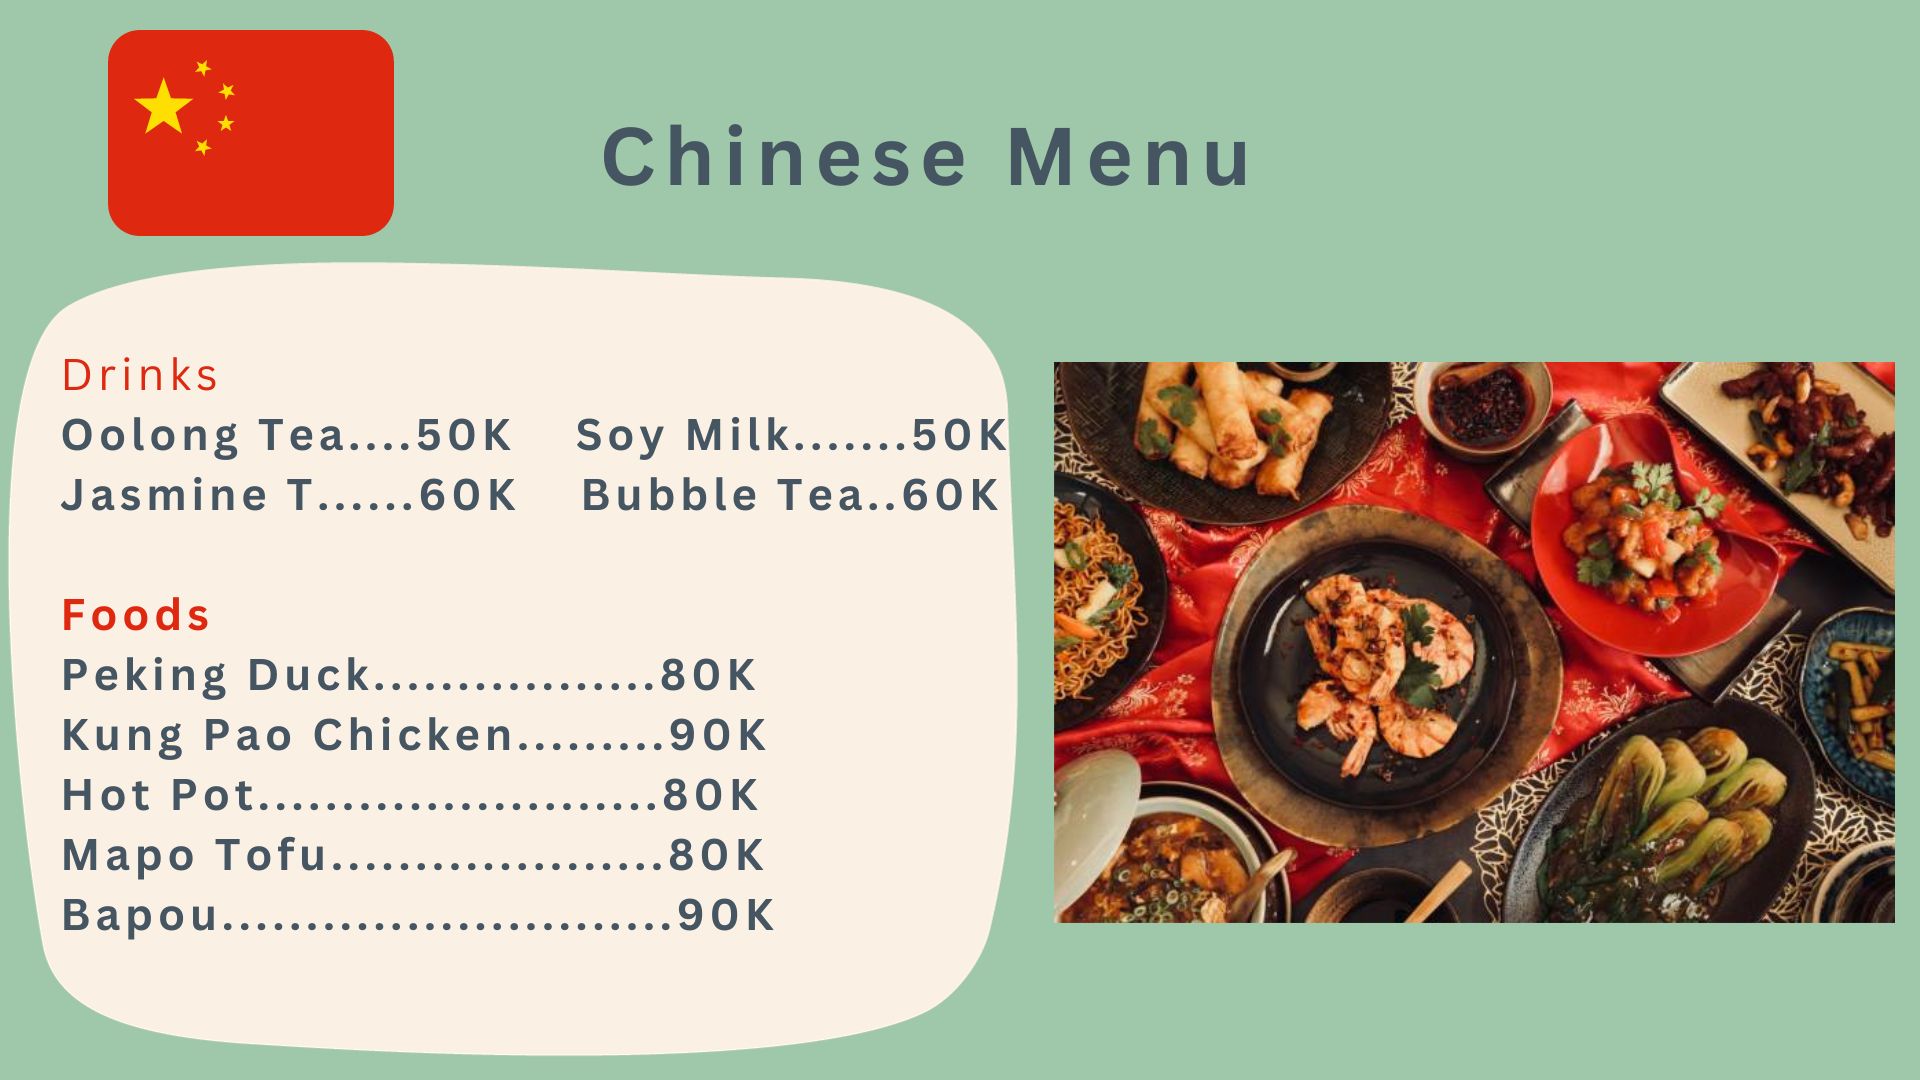 Chinese Menu
Drinks
Oolong Tea....50K Soy Milk.......50K
Jasmine T......60K Bubble Tea..60K
Foods
Peking Duck.................80K
Kung Pao Chicken.........90K
Hot Pot........................80K
Mapo Tofu....................80K
Bapou...........................90K